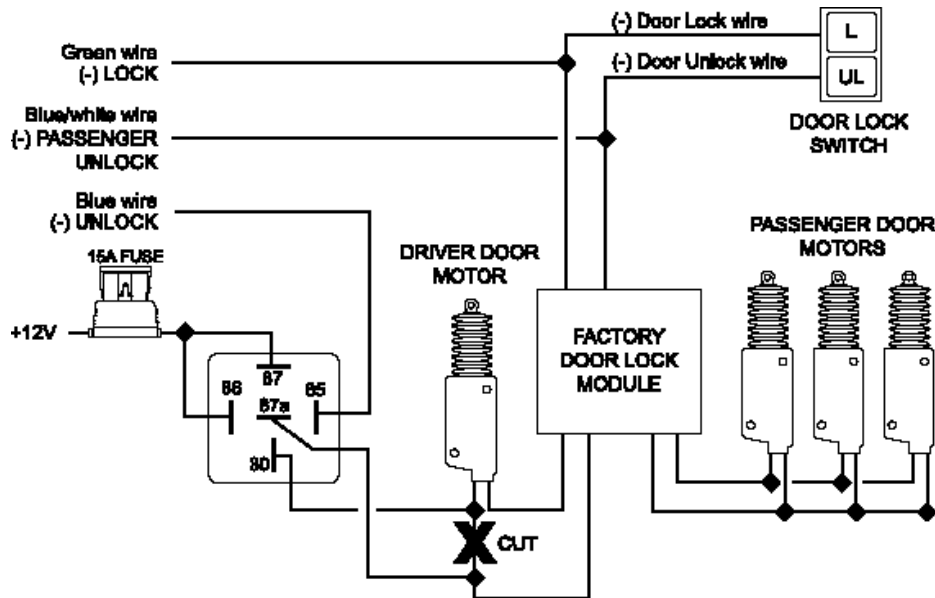 (-) Door Lock wire
L
Green wire
(-) LOCK
(-) Door Unlock wire
UL
Blue/white wire
(-) PASSENGER
UNLOCK
DOOR LOCK
SWITCH
Blue wire
(-) UNLOCK
15A FUSE
DRIVER DOOR
MOTOR
PASSENGER DOOR
MOTORS
+12V
FACTORY
DOOR LOCK
MODULE
87
86
87a
85
30
CUT